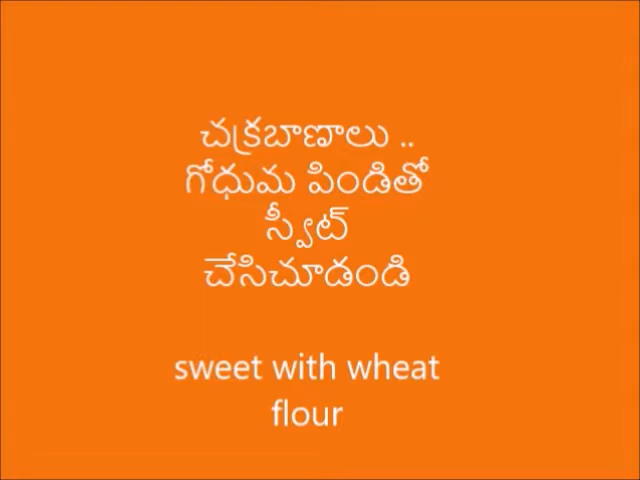 చక్రబాణాలు ..
గోధుమ పిండితో
స్వీట్
చేసిచూడండి
sweet with wheat
flour